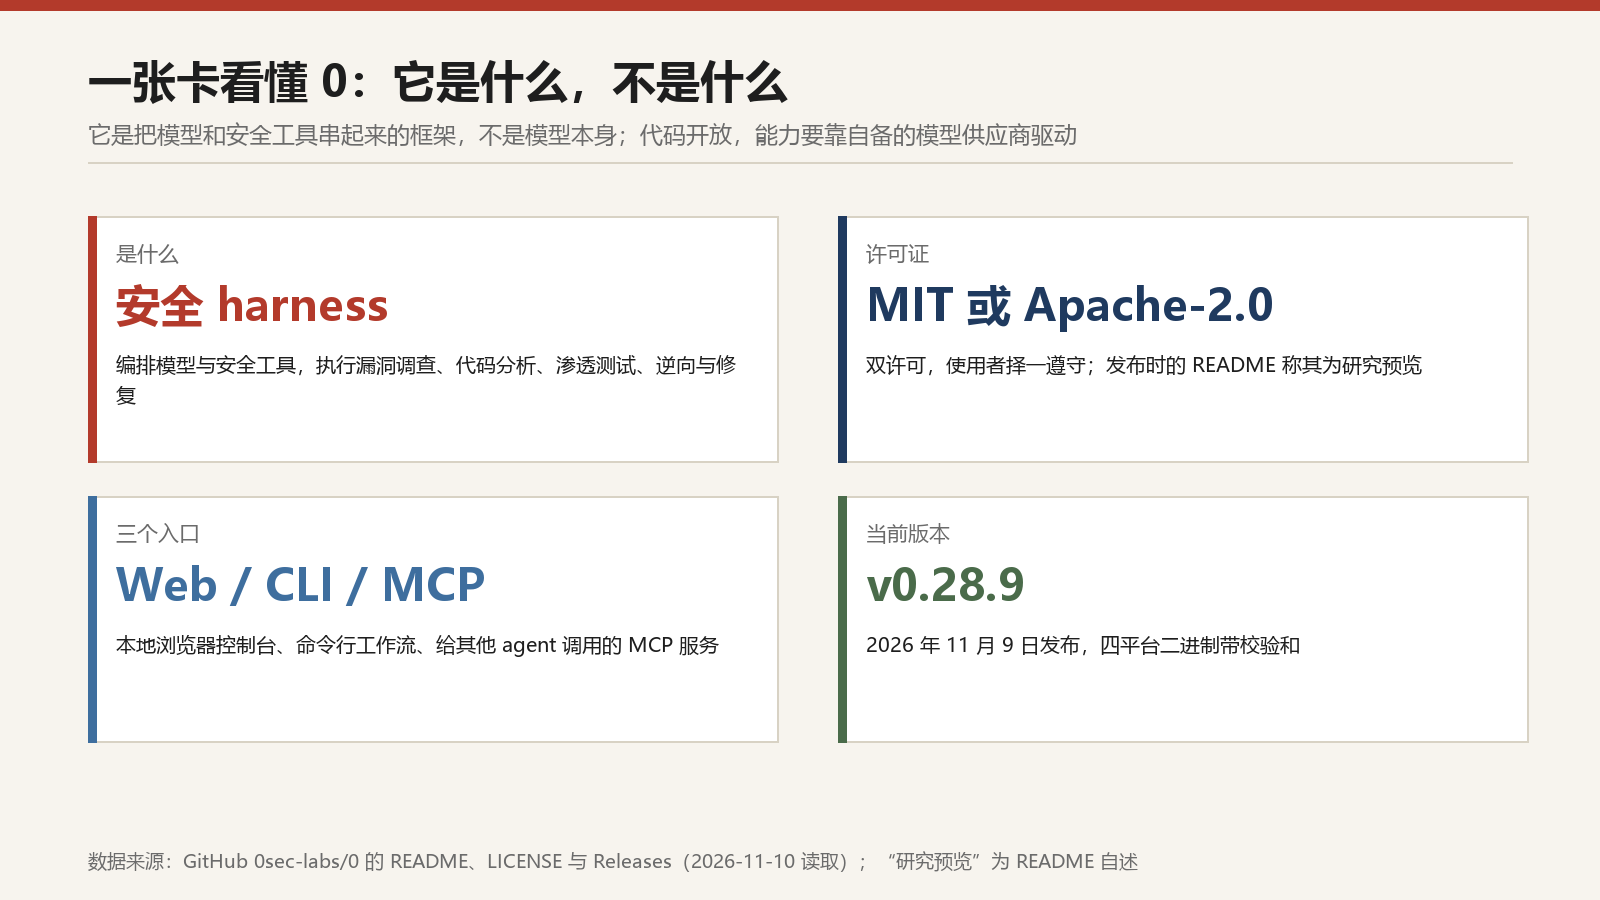 一张卡看懂 0：它是什么，不是什么
它是把模型和安全工具串起来的框架，不是模型本身；代码开放，能力要靠自备的模型供应商驱动
是什么
安全 harness
编排模型与安全工具，执行漏洞调查、代码分析、渗透测试、逆向与修
复
许可证
MIT 或 Apache-2.0
双许可，使用者择一遵守；发布时的 README 称其为研究预览
三个入口
Web / CLI / MCP
本地浏览器控制台、命令行工作流、给其他 agent 调用的 MCP 服务
当前版本
v0.28.9
2026 年 11 月 9 日发布，四平台二进制带校验和
数据来源：GitHub 0sec-labs/0 的 README、LICENSE 与 Releases（2026-11-10 读取）；“研究预览”为 README 自述